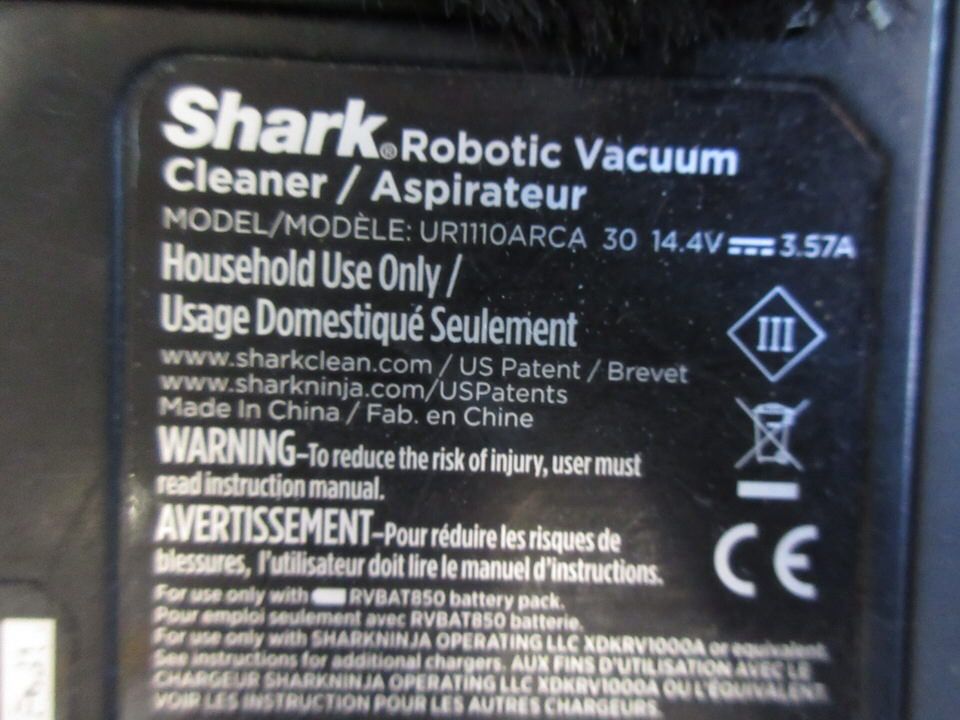 Shark® Robotic Vacuum
Cleaner / Aspirateur
MODEL/MODÈLE: UR1110ARCA 30 14.4V 3.57A
Household Use Only /
Usage Domestiqué Seulement
III
www.sharkclean.com / US Patent / Brevet
www.sharkninja.com/USPatents
Made In China / Fab. en Chine
WARNING–To reduce the risk of injury, user must
read instruction manual.
AVERTISSEMENT–Pour réduire les risques de
blessures, l'utilisateur doit lire le manuel d'instructions.
CE
For use only with RVBAT850 battery pack.
Pour emploi seulement avec RVBAT850 batterie.
For use only with SHARKNINJA OPERATING LLC XDKRV1000A or equivalent.
See instructions for additional chargers. AUX FINS D'UTILISATION AVEC LE
CHARGEUR SHARKNINJA OPERATING LLC XDKRV1000A OU L'ÉQUIVALENT.
VOIR LES INSTRUCTION POUR LES AUTRES CHARGEURS.